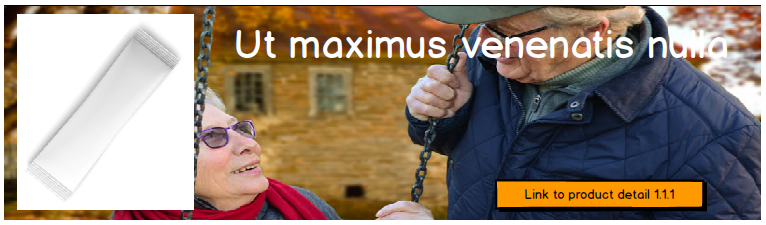 Ut maximus venenatis nulla
Link to product detail 1.1.1